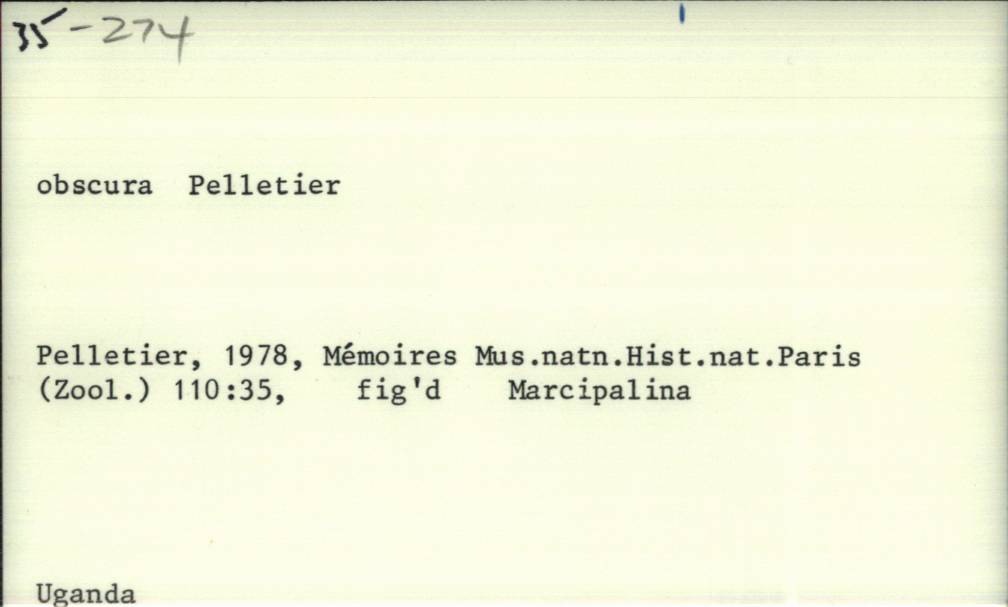 35-274
obscura Pelletier
Pelletier, 1978, Mémoires Mus.natn.Hist.nat.Paris
(Zool.) 110:35, fig'd Marcipalina
Uganda